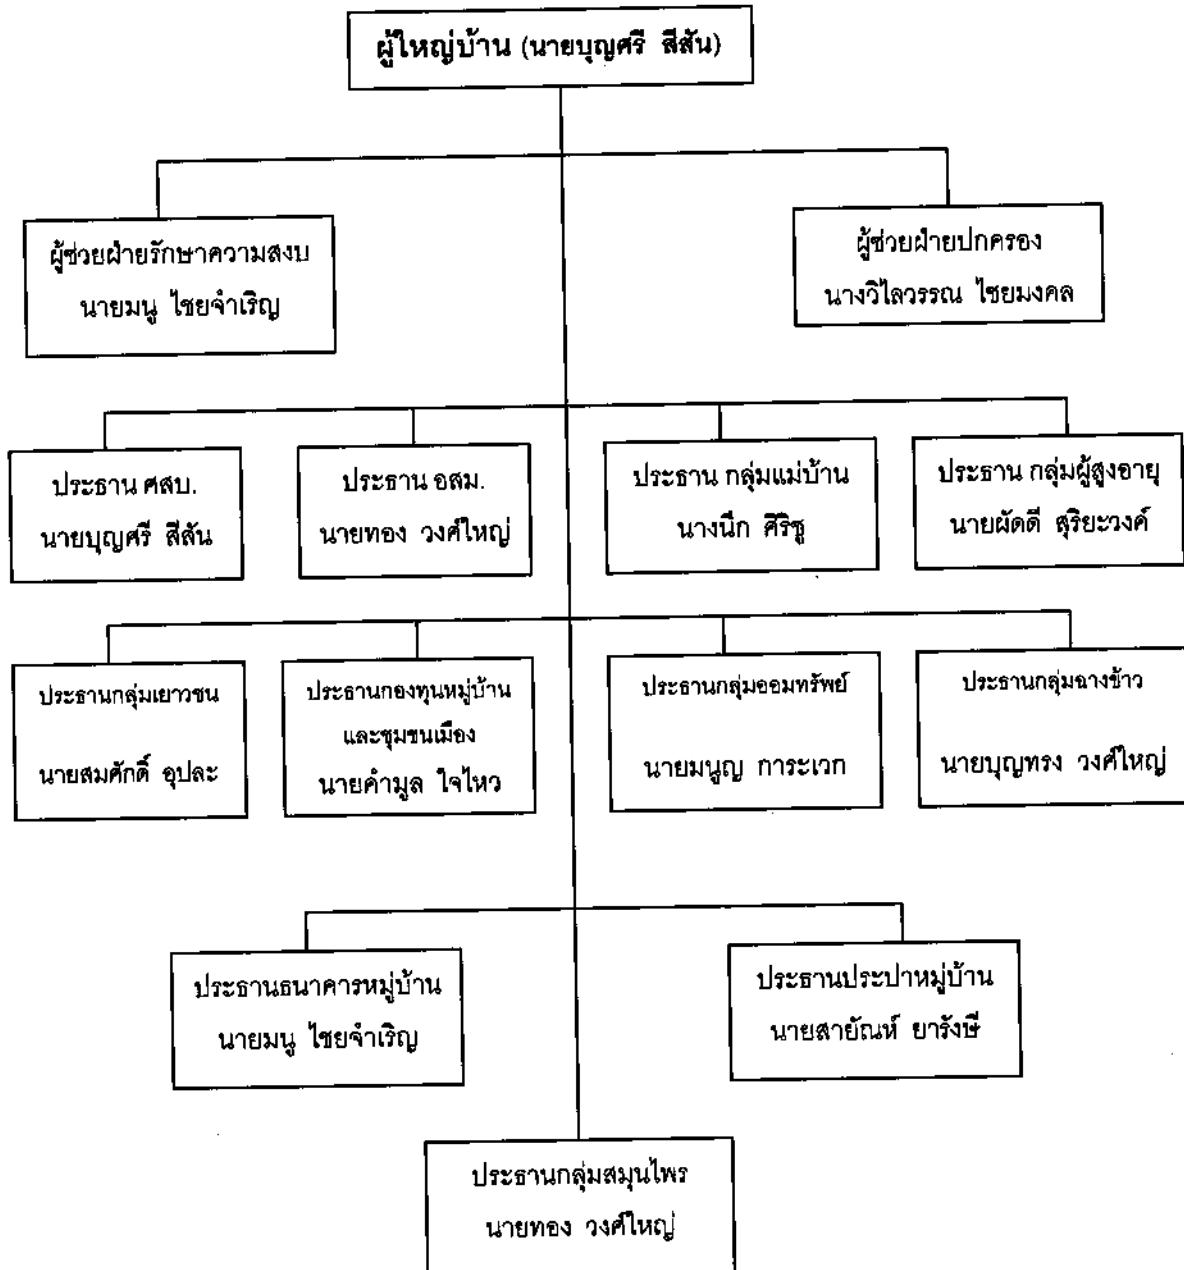 ผู้ใหญ่บ้าน (นายบุญศรี สีสัน)
ผู้ช่วยฝ่ายรักษาความสงบ
นายมนู ไชยจำเริญ
ผู้ช่วยฝ่ายปกครอง
นางวิไลวรรณ ไชยมงคล
ประธาน ศสบ.
นายบุญศรี สีสัน
ประธาน อสม.
นายทอง วงศ์ใหญ่
ประธาน กลุ่มแม่บ้าน
นางนึก ศิริชู
ประธาน กลุ่มผู้สูงอายุ
นายผัดดี สุริยะวงค์
ประธานกลุ่มเยาวชน
นายสมศักดิ์ อุปละ
ประธานกองทุนหมู่บ้าน
และชุมชนเมือง
นายคำมูล ใจไหว
ประธานกลุ่มออมทรัพย์
นายมนูญ การะเวก
ประธานกลุ่มฉางข้าว
นายบุญทรง วงศ์ใหญ่
ประธานธนาคารหมู่บ้าน
นายมนู ไชยจำเริญ
ประธานประปาหมู่บ้าน
นายสายัณห์ ยารังษี
ประธานกลุ่มสมุนไพร
นายทอง วงศ์ใหญ่